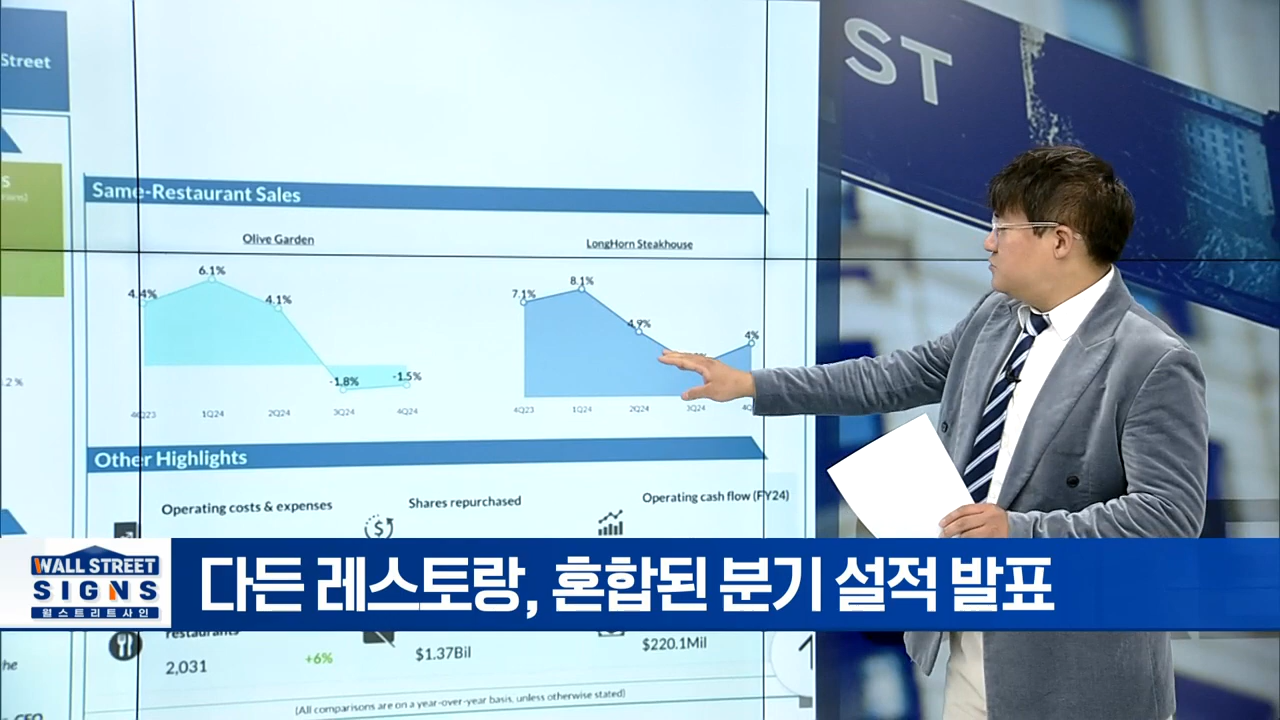 Street
ST
S
Same-Restaurant Sales
Olive Garden
LongHorn Steakhouse
4.4%
6.1%
4.1%
-1.8%
-1.5%
4Q23
1Q24
2Q24
3Q24
4Q24
7.1%
8.1%
4.9%
4%
4Q23
1Q24
2Q24
3Q24
.2%
Other Highlights
Operating costs & expenses
Shares repurchased
Operating cash flow (FY24)
WALL STREET
SIGNS
월스트리트사인
다든 레스토랑, 혼합된 분기 설적 발표
restaurants
2,031
+6%
$1.37Bil
$220.1Mil
the
CEO
(All comparisons are on a year-over-year basis, unless otherwise stated)